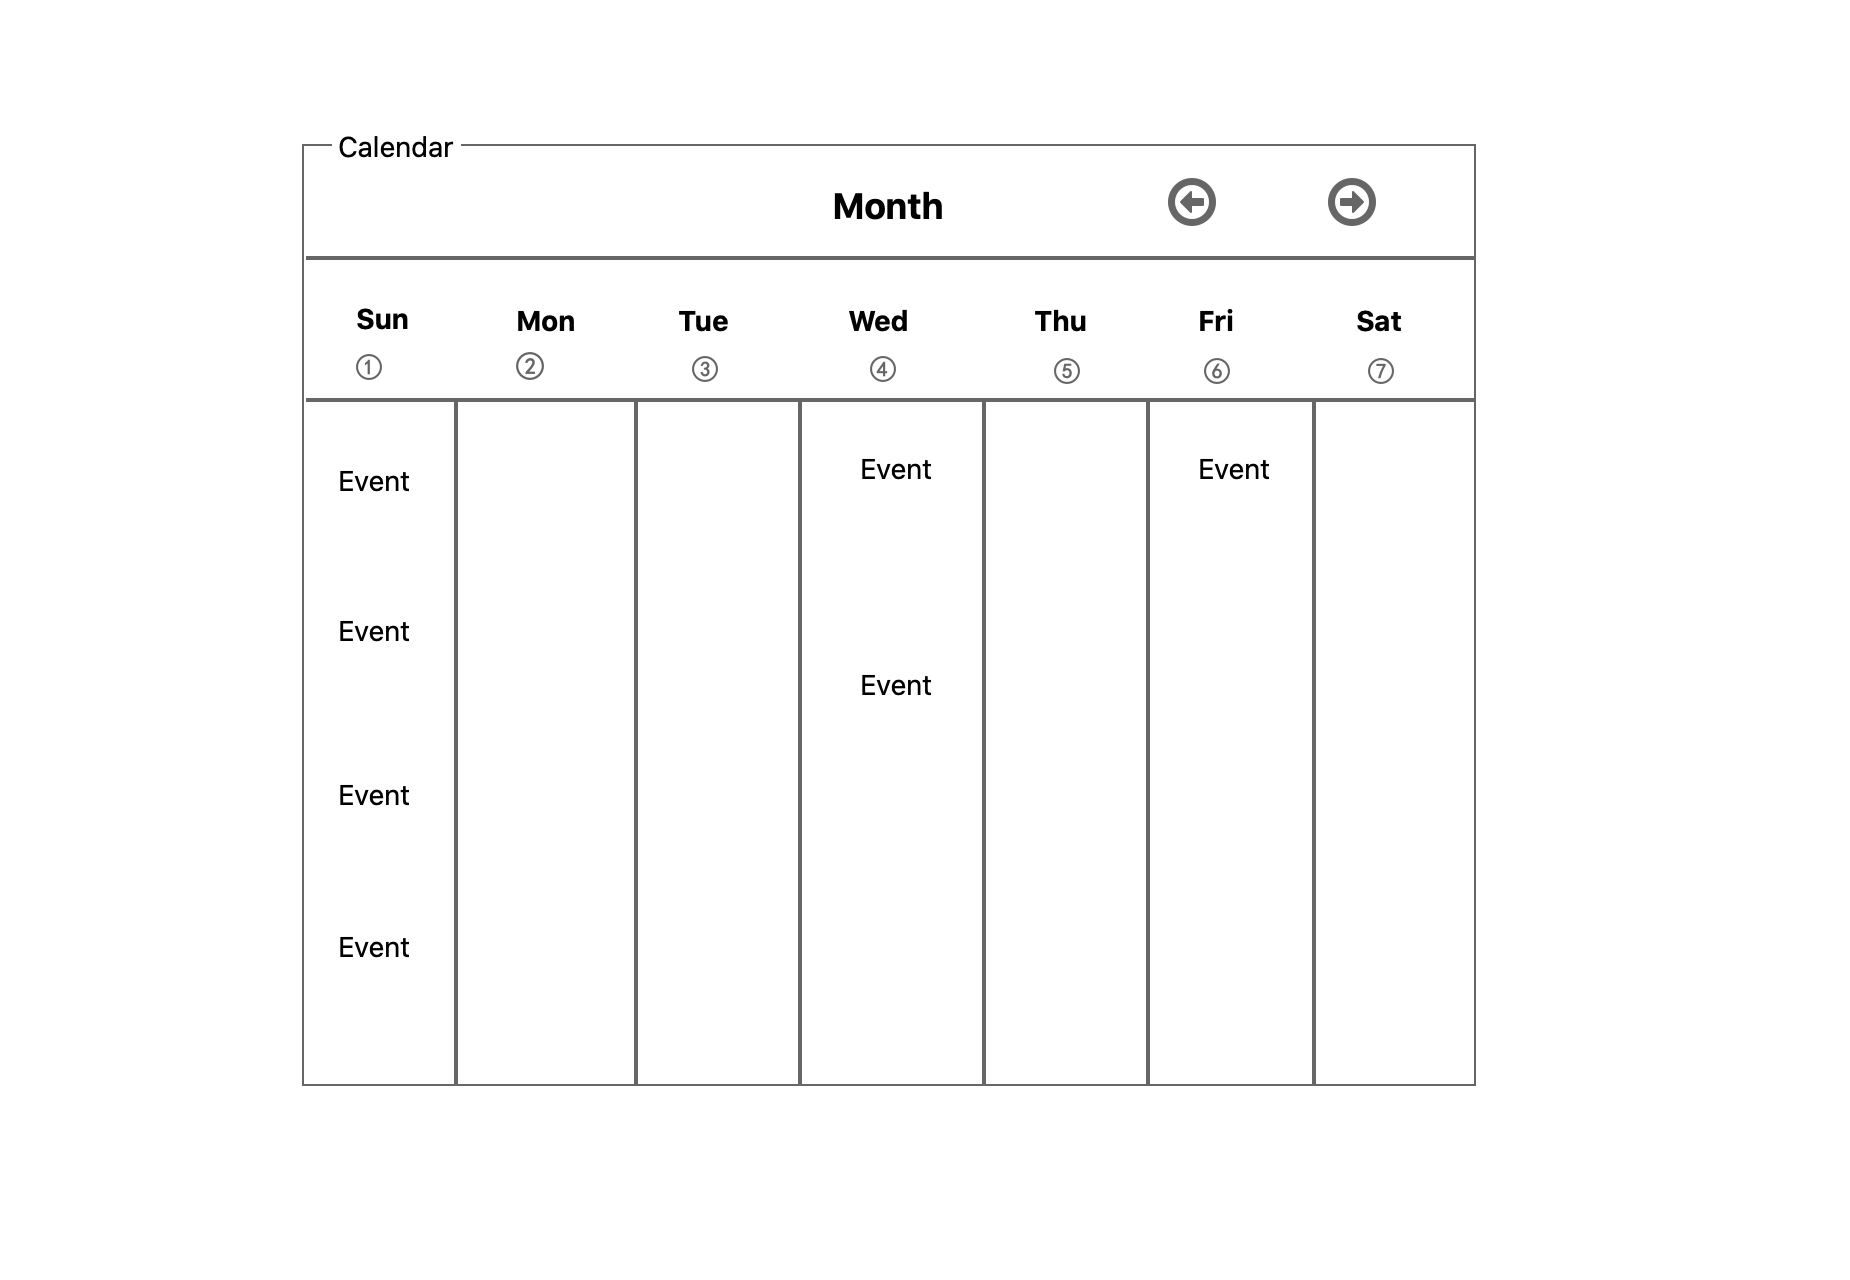 Calendar
Month
Sun Mon Tue Wed Thu Fri Sat
① ② ③ ④ ⑤ ⑥ ⑦
Event Event Event
Event
Event
Event
Event